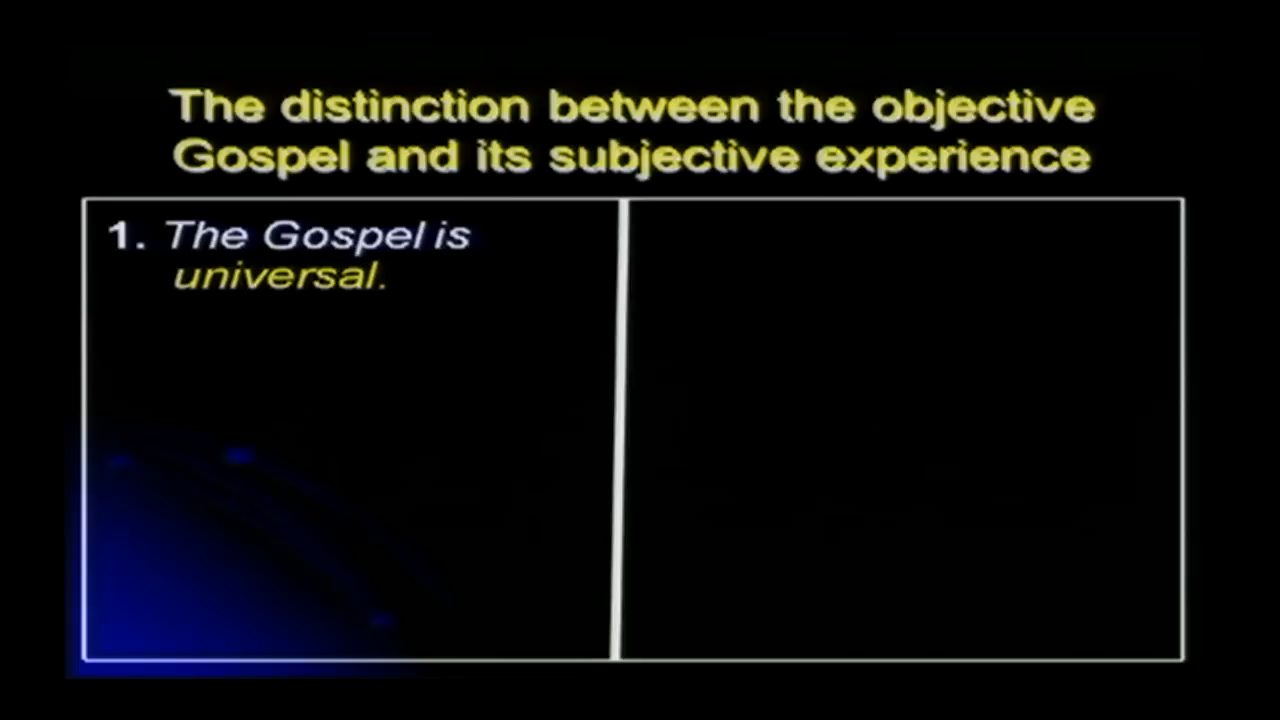 The distinction between the objective
Gospel and its subjective experience
1. The Gospel is
universal.